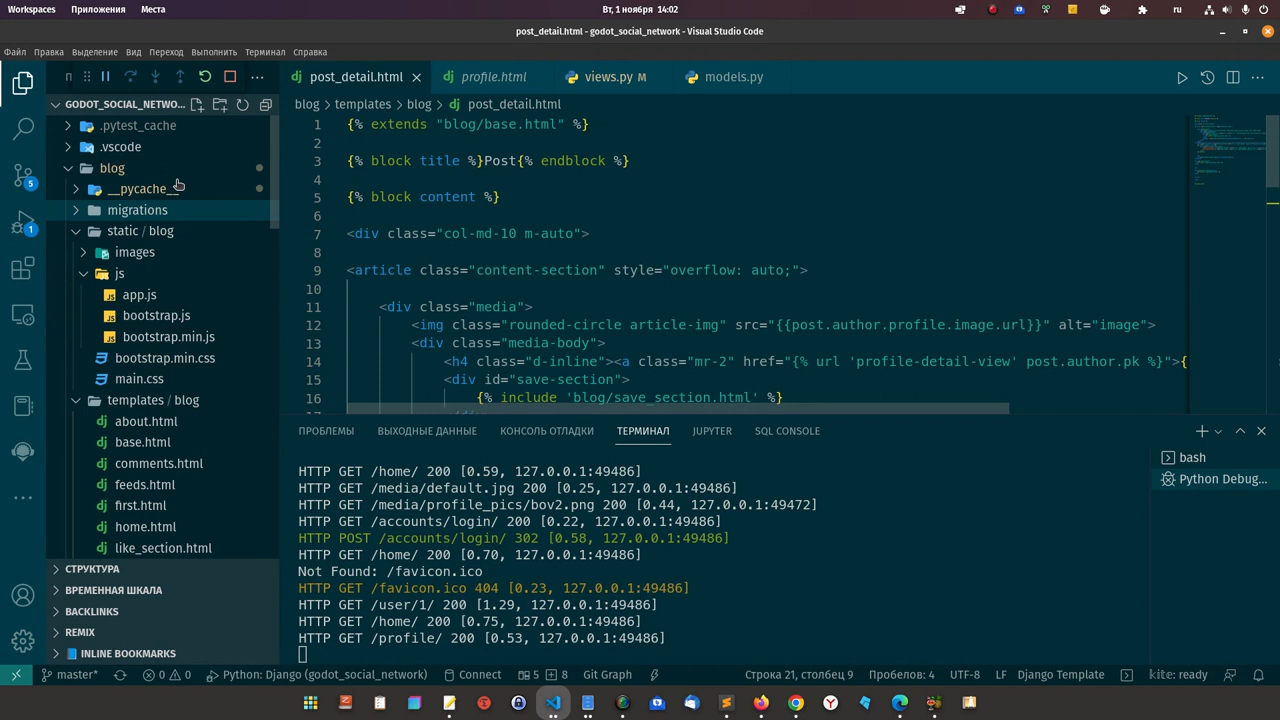 Workspaces Приложения Места Вт, 1 ноября 14:02 ru
post_detail.html - godot_social_network - Visual Studio Code
Файл Правка Выделение Вид Переход Выполнить Терминал Справка
post_detail.html profile.html views.py M models.py
GODOT_SOCIAL_NETWO...
blog templates blog post_detail.html
.pytest_cache
.vscode
blog
__pycache__
migrations
static / blog
images
js
app.js
bootstrap.js
bootstrap.min.js
bootstrap.min.css
main.css
templates / blog
about.html
base.html
comments.html
feeds.html
first.html
home.html
like_section.html
СТРУКТУРА
ВРЕМЕННАЯ ШКАЛА
BACKLINKS
REMIX
INLINE BOOKMARKS
5
1
1 {% extends "blog/base.html" %}
2
3 {% block title %}Post{% endblock %}
4
5 {% block content %}
6
7 <div class="col-md-10 m-auto">
8
9 <article class="content-section" style="overflow: auto;">
10
11 <div class="media">
12 <img class="rounded-circle article-img" src="{{post.author.profile.image.url}}" alt="image">
13 <div class="media-body">
14 <h4 class="d-inline"><a class="mr-2" href="{% url 'profile-detail-view' post.author.pk %}">{
15 <div id="save-section">
16 {% include 'blog/save_section.html' %}
17
ПРОБЛЕМЫ ВЫХОДНЫЕ ДАННЫЕ КОНСОЛЬ ОТЛАДКИ ТЕРМИНАЛ JUPYTER SQL CONSOLE
bash
Python Debug...
HTTP GET /home/ 200 [0.59, 127.0.0.1:49486]
HTTP GET /media/default.jpg 200 [0.25, 127.0.0.1:49486]
HTTP GET /media/profile_pics/bov2.png 200 [0.44, 127.0.0.1:49472]
HTTP GET /accounts/login/ 200 [0.22, 127.0.0.1:49486]
HTTP POST /accounts/login/ 302 [0.58, 127.0.0.1:49486]
HTTP GET /home/ 200 [0.70, 127.0.0.1:49486]
Not Found: /favicon.ico
HTTP GET /favicon.ico 404 [0.23, 127.0.0.1:49486]
HTTP GET /user/1/ 200 [1.29, 127.0.0.1:49486]
HTTP GET /home/ 200 [0.75, 127.0.0.1:49486]
HTTP GET /profile/ 200 [0.53, 127.0.0.1:49486]
master* 0 0 Python: Django (godot_social_network) Connect 5 8 Git Graph Строка 21, столбец 9 Пробелов: 4 UTF-8 LF Django Template kite: ready